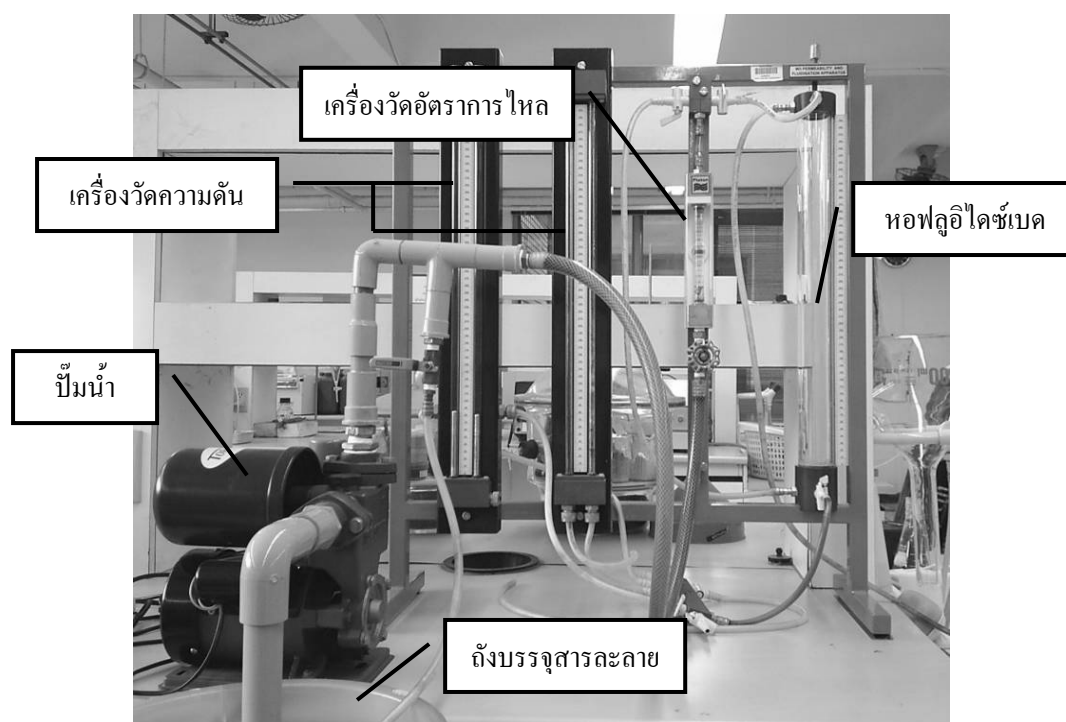 เครื่องวัดอัตราการไหล
เครื่องวัดความดัน
หอฟลูอิไดซ์เบด
ปั๊มน้ำ
ถังบรรจุสารละลาย